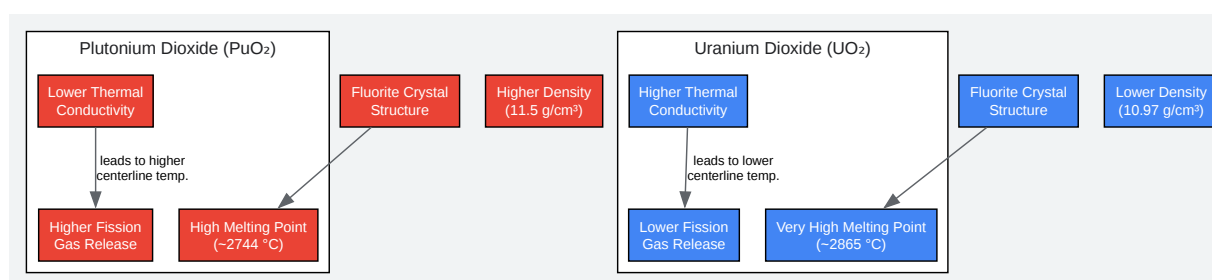 Plutonium Dioxide (PuO₂)
Lower Thermal
Conductivity
Fluorite Crystal
Structure
Higher Density
(11.5 g/cm³)
leads to higher
centerline temp.
Higher Fission
Gas Release
High Melting Point
(~2744 °C)
Uranium Dioxide (UO₂)
Higher Thermal
Conductivity
Fluorite Crystal
Structure
Lower Density
(10.97 g/cm³)
leads to lower
centerline temp.
Lower Fission
Gas Release
Very High Melting Point
(~2865 °C)